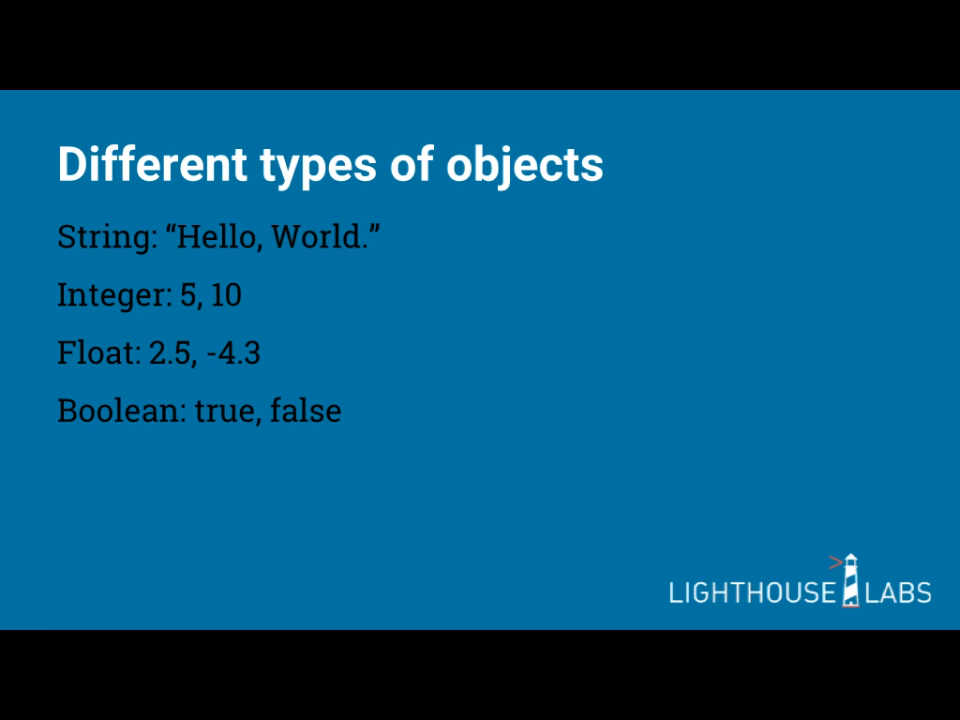 Different types of objects
String: “Hello, World.”
Integer: 5, 10
Float: 2.5, -4.3
Boolean: true, false
LIGHTHOUSE LABS